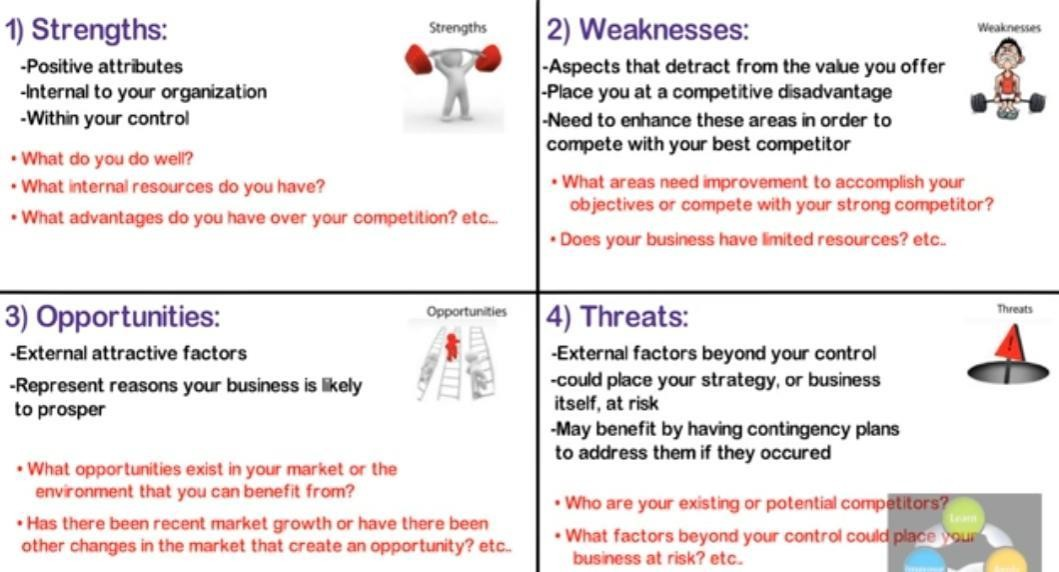 1) Strengths:
Strengths
-Positive attributes
-Internal to your organization
-Within your control
• What do you do well?
• What internal resources do you have?
• What advantages do you have over your competition? etc...
2) Weaknesses:
Weaknesses
-Aspects that detract from the value you offer
-Place you at a competitive disadvantage
-Need to enhance these areas in order to
compete with your best competitor
• What areas need improvement to accomplish your
objectives or compete with your strong competitor?
• Does your business have limited resources? etc..
3) Opportunities:
Opportunities
-External attractive factors
-Represent reasons your business is likely
to prosper
• What opportunities exist in your market or the
environment that you can benefit from?
• Has there been recent market growth or have there been
other changes in the market that create an opportunity? etc..
4) Threats:
Threats
-External factors beyond your control
-could place your strategy, or business
itself, at risk
-May benefit by having contingency plans
to address them if they occured
• Who are your existing or potential competitors?
• What factors beyond your control could place your
business at risk? etc..
Learn